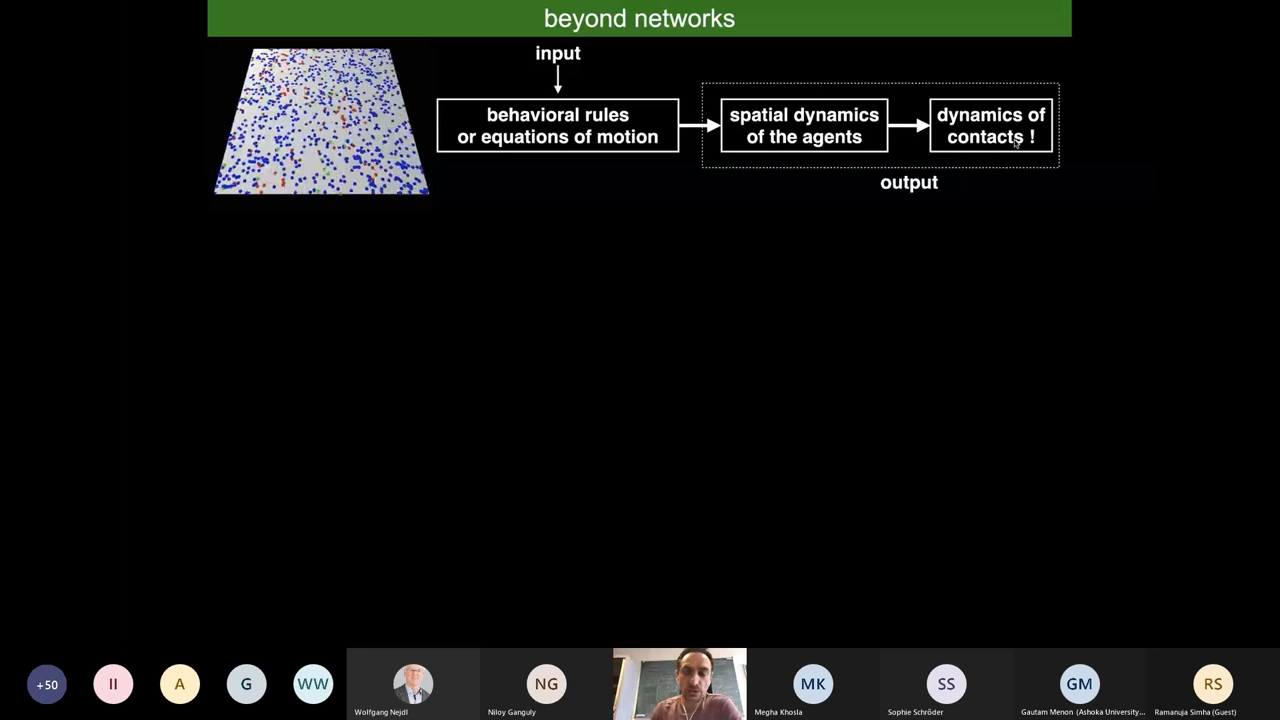 beyond networks
input
behavioral rules
or equations of motion
spatial dynamics
of the agents
dynamics of
contacts !
output
+50
II
A
G
WW
Wolfgang Nejdl
NG
Niloy Ganguly
MK
Megha Khosla
SS
Sophie Schröder
GM
Gautam Menon (Ashoka University...
RS
Ramanuja Simha (Guest)